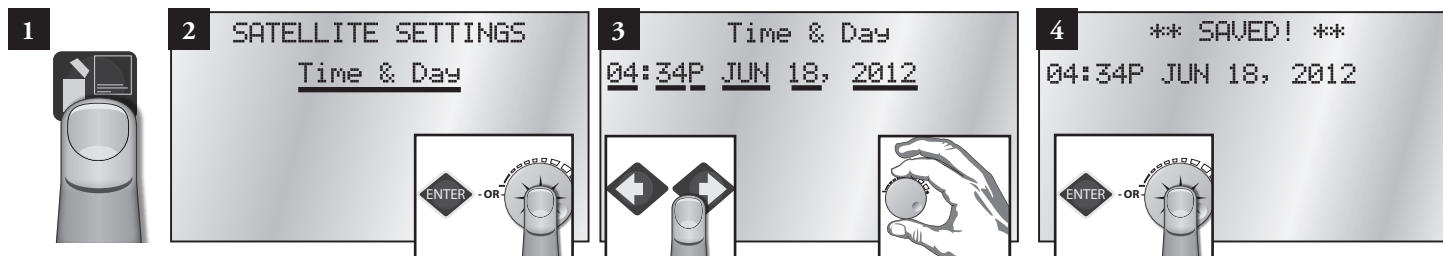 1
2
SATELLITE SETTINGS
Time & Day
ENTER
- OR -
3
Time & Day
04:34P JUN 18, 2012
4
** SAVED! **
04:34P JUN 18, 2012
ENTER
- OR -